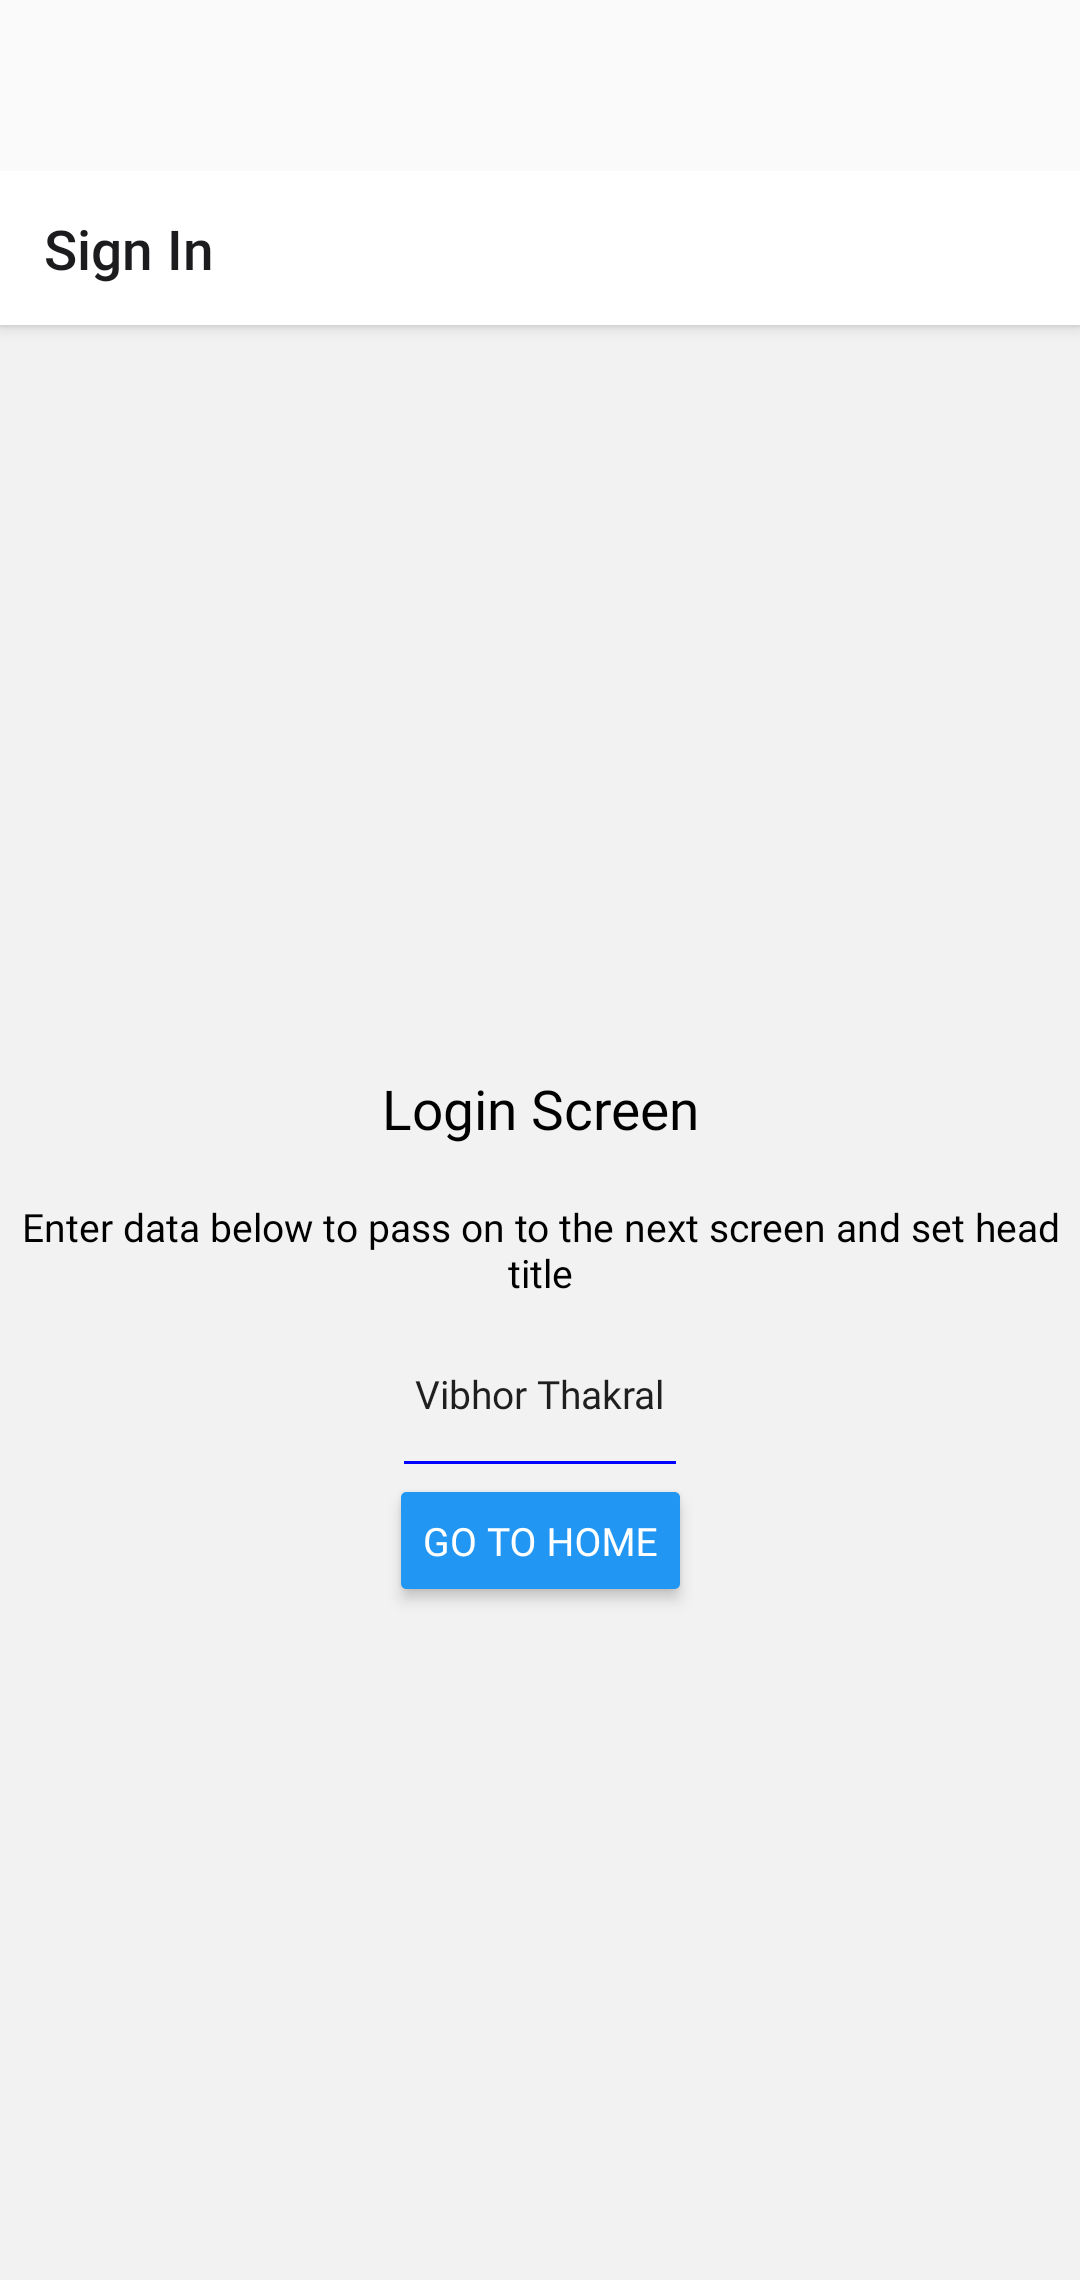 Sign In
Login Screen
Enter data below to pass on to the next screen and set head
title
Vibhor Thakral
GO TO HOME